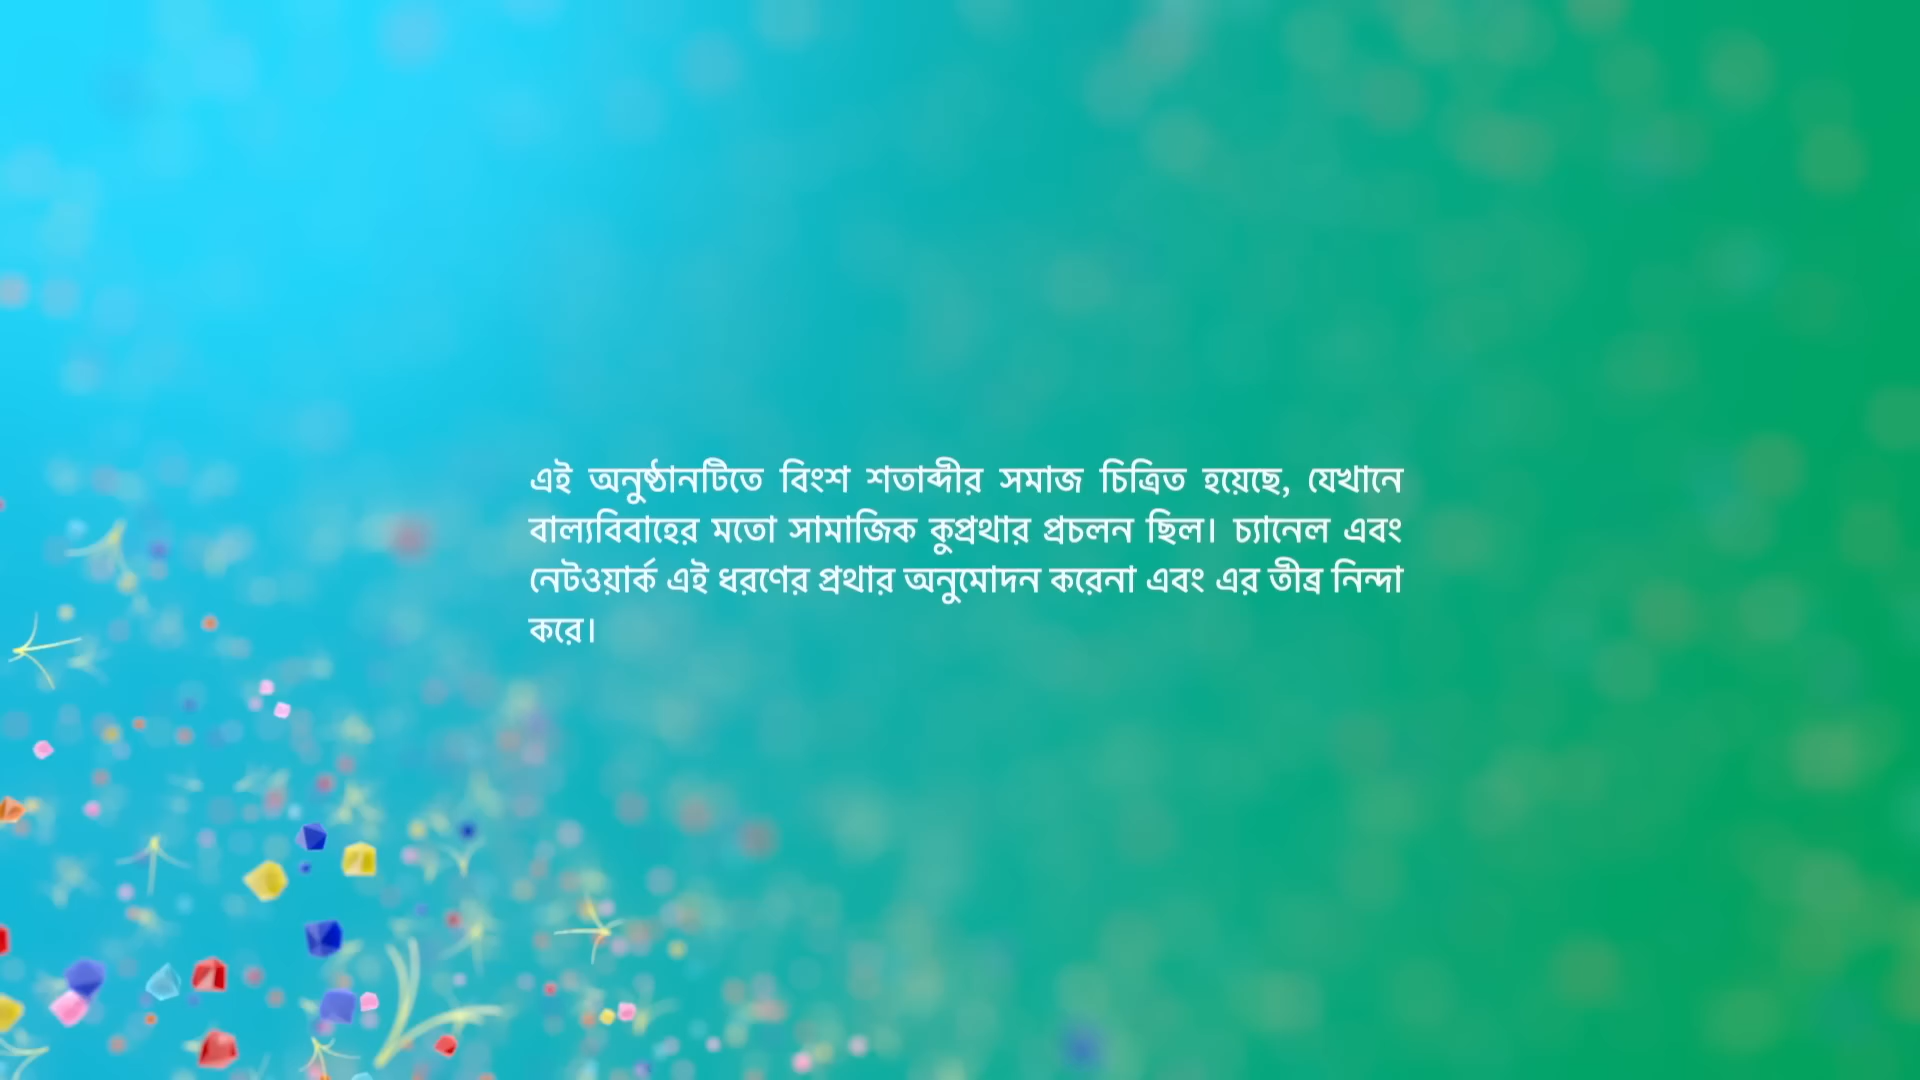 এই অনুষ্ঠানটিতে বিংশ শতাব্দীর সমাজ চিত্রিত হয়েছে, যেখানে
বাল্যবিবাহের মতো সামাজিক কুপ্রথার প্রচলন ছিল। চ্যানেল এবং
নেটওয়ার্ক এই ধরণের প্রথার অনুমোদন করেনা এবং এর তীব্র নিন্দা
করে।